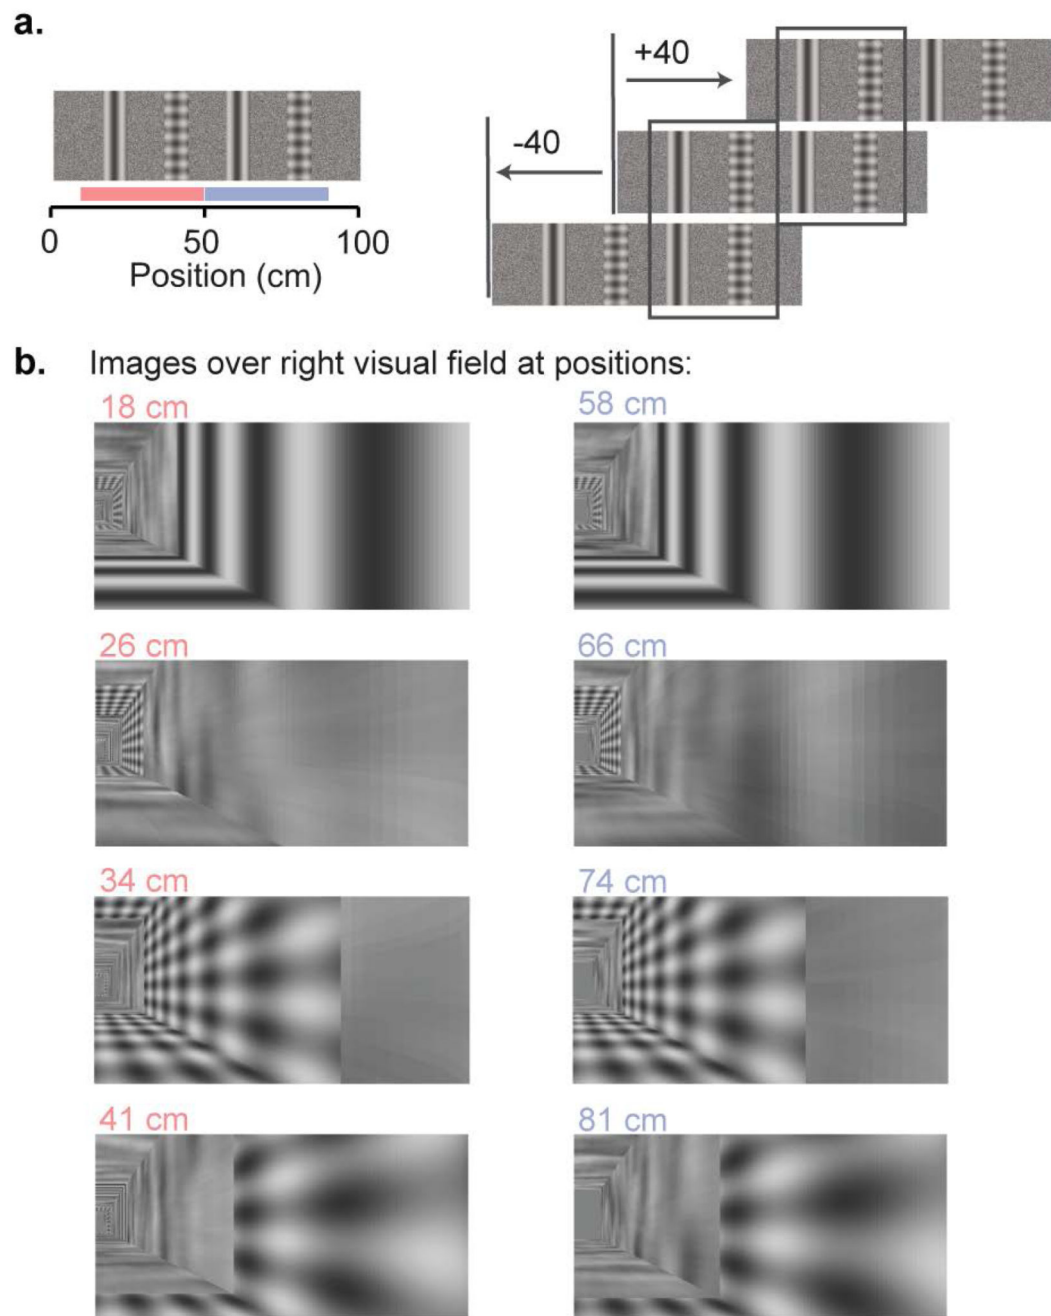 a.
+40
-40
0 50 100
Position (cm)
b. Images over right visual field at positions:
18 cm 58 cm
26 cm 66 cm
34 cm 74 cm
41 cm 81 cm